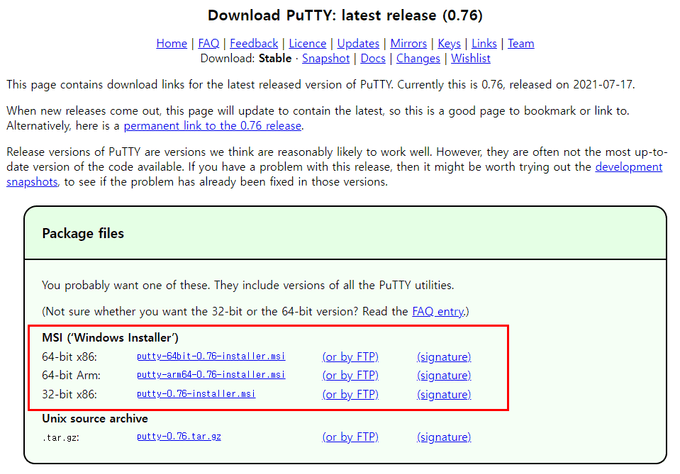 Download PuTTY: latest release (0.76)
Home | FAQ | Feedback | Licence | Updates | Mirrors | Keys | Links | Team
Download: Stable · Snapshot | Docs | Changes | Wishlist
This page contains download links for the latest released version of PuTTY. Currently this is 0.76, released on 2021-07-17.
When new releases come out, this page will update to contain the latest, so this is a good page to bookmark or link to.
Alternatively, here is a permanent link to the 0.76 release.
Release versions of PuTTY are versions we think are reasonably likely to work well. However, they are often not the most up-to-
date version of the code available. If you have a problem with this release, then it might be worth trying out the development
snapshots, to see if the problem has already been fixed in those versions.
Package files
You probably want one of these. They include versions of all the PuTTY utilities.
(Not sure whether you want the 32-bit or the 64-bit version? Read the FAQ entry.)
MSI (‘Windows Installer’)
64-bit x86: putty-64bit-0.76-installer.msi (or by FTP) (signature)
64-bit Arm: putty-arm64-0.76-installer.msi (or by FTP) (signature)
32-bit x86: putty-0.76-installer.msi (or by FTP) (signature)
Unix source archive
.tar.gz: putty-0.76.tar.gz (or by FTP) (signature)